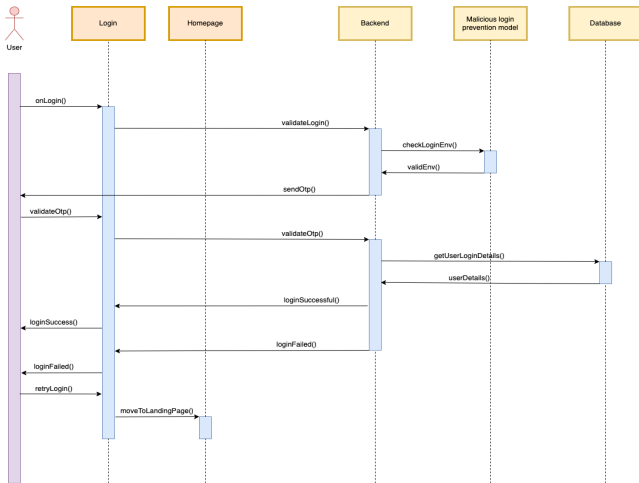 User
Login
Homepage
Backend
Malicious login
prevention model
Database
onLogin()
validateLogin()
checkLoginEnv()
validEnv()
sendOtp()
validateOtp()
validateOtp()
getUserLoginDetails()
userDetails()
loginSuccessful()
loginSuccess()
loginFailed()
loginFailed()
retryLogin()
moveToLandingPage()